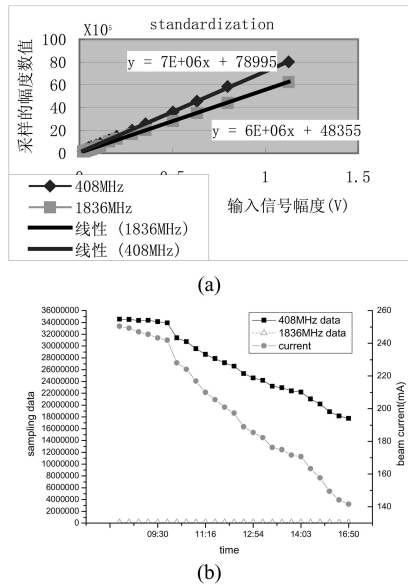 X10⁵
standardization
采样的幅度数值
100
80
60
40
20
0
y = 7E+06x + 78995
y = 6E+06x + 48355
1
1.5
输入信号幅度(V)
408MHz
1836MHz
线性 (1836MHz)
线性 (408MHz)
(a)
sampling data
36000000
34000000
32000000
30000000
28000000
26000000
24000000
22000000
20000000
18000000
16000000
14000000
12000000
10000000
8000000
6000000
4000000
2000000
0
408MHz data
1836MHz data
current
260
240
220
200
180
160
140
beam current(mA)
09:30
11:16
12:54
14:03
16:50
time
(b)